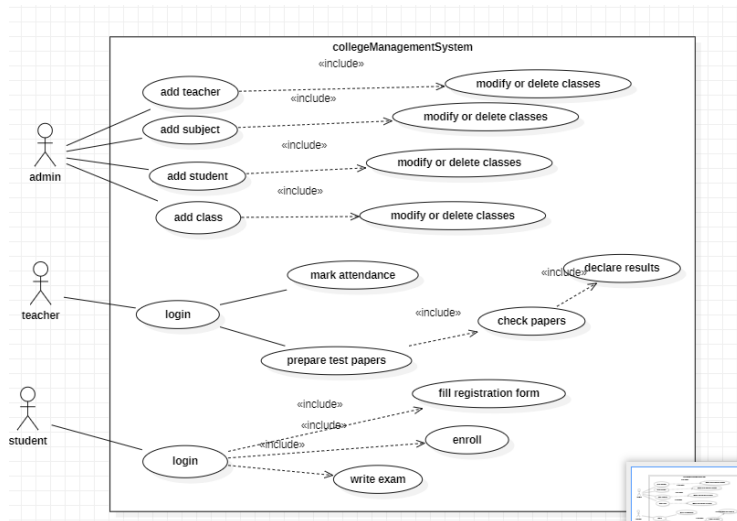 collegeManagementSystem
«include»
add teacher
modify or delete classes
«include»
add subject
modify or delete classes
«include»
add student
modify or delete classes
admin
«include»
add class
modify or delete classes
mark attendance
«include»
declare results
teacher
login
«include»
check papers
prepare test papers
fill registration form
«include»
«include»
student
«include»
enroll
login
write exam